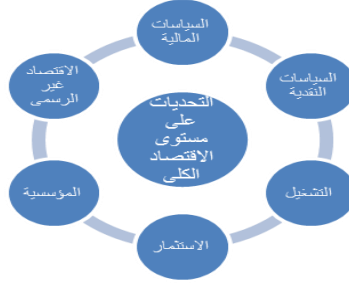 السياسات
المالية
السياسات
النقدية
التشغيل
الاستثمار
المؤسسية
الاقتصاد
غير
الرسمى
التحديات
على
مستوى
الاقتصاد
الكلى